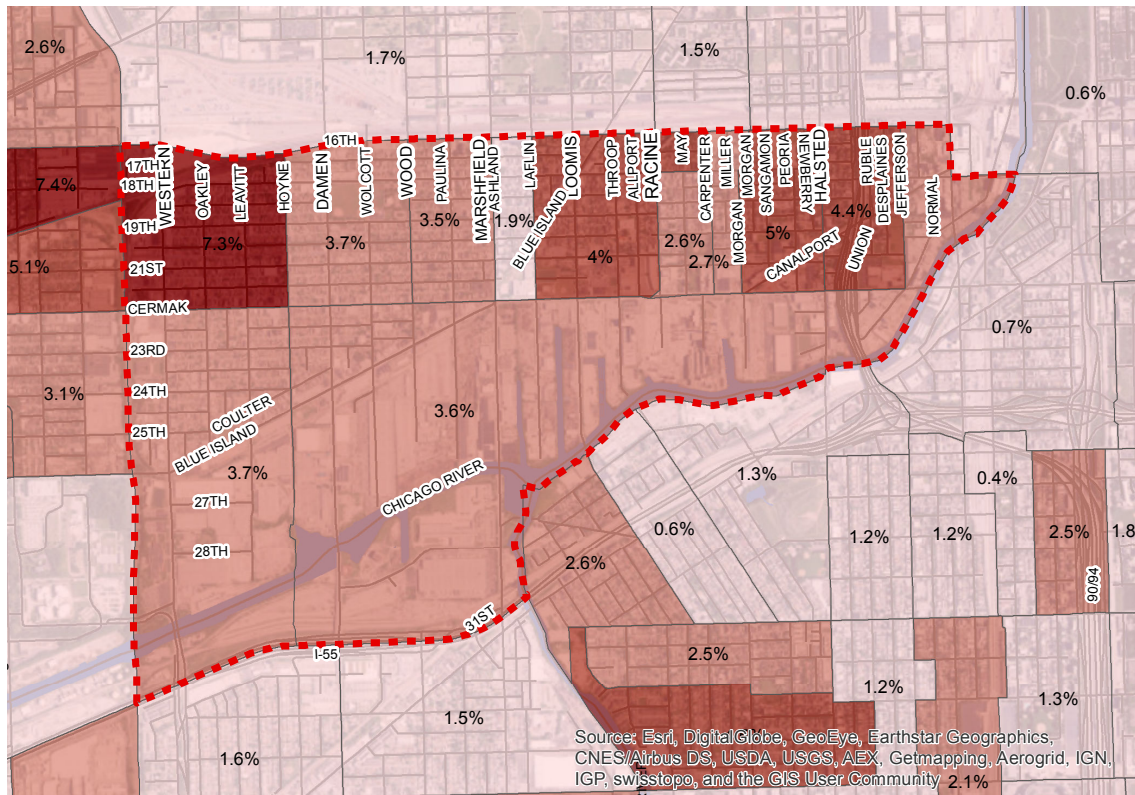 2.6%
1.7%
1.5%
0.6%
16TH
17TH
18TH
19TH
21ST
CERMAK
23RD
24TH
25TH
27TH
28TH
WESTERN
OAKLEY
LEAVITT
HOYNE
DAMEN
WOLCOTT
WOOD
PAULINA
MARSHFIELD
ASHLAND
LAFLIN
BLUE ISLAND
LOOMIS
THROOP
ALLPORT
RACINE
MAY
CARPENTER
MILLER
MORGAN
MORGAN
SANGAMON
PEORIA
NEWBERRY
HALSTED
CANALPORT
UNION
RUBLE
DESPLAINES
JEFFERSON
NORMAL
7.4%
5.1%
7.3%
3.7%
3.5%
1.9%
4%
2.6%
2.7%
5%
4.4%
0.7%
3.1%
3.6%
COULTER
BLUE ISLAND
3.7%
CHICAGO RIVER
1.3%
0.4%
0.6%
1.2%
1.2%
2.5%
1.8
90/94
2.6%
31ST
I-55
2.5%
1.2%
1.3%
1.5%
1.6%
2.1%
Source: Esri, DigitalGlobe, GeoEye, Earthstar Geographics,
CNES/Airbus DS, USDA, USGS, AEX, Getmapping, Aerogrid, IGN,
IGP, swisstopo, and the GIS User Community